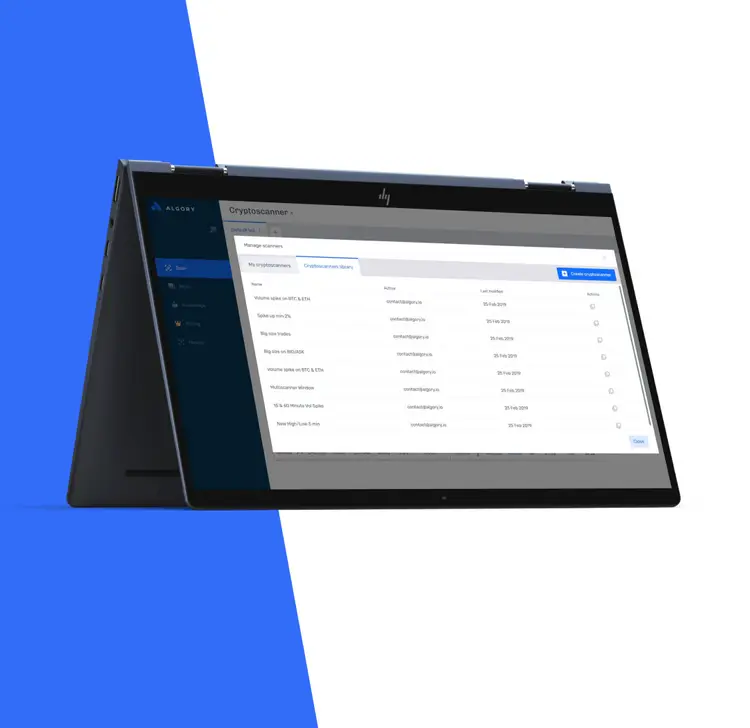 hp
ALGORY
Cryptoscanner
Manage scanners
My cryptoscanners
Cryptoscanners library
Create cryptoscanner
Name Author Last modified Actions
Volume spike on BTC & ETH contact@algory.io 25 Feb 2019
Spike up min 2% contact@algory.io 25 Feb 2019
Big size trades contact@algory.io 25 Feb 2019
Big size on BID/ASK contact@algory.io 25 Feb 2019
Volume spike on BTC & ETH contact@algory.io 25 Feb 2019
Multiscanner Window contact@algory.io 25 Feb 2019
15 & 60 Minute Vol Spike contact@algory.io 25 Feb 2019
New High/Low 5 min contact@algory.io 25 Feb 2019
Close